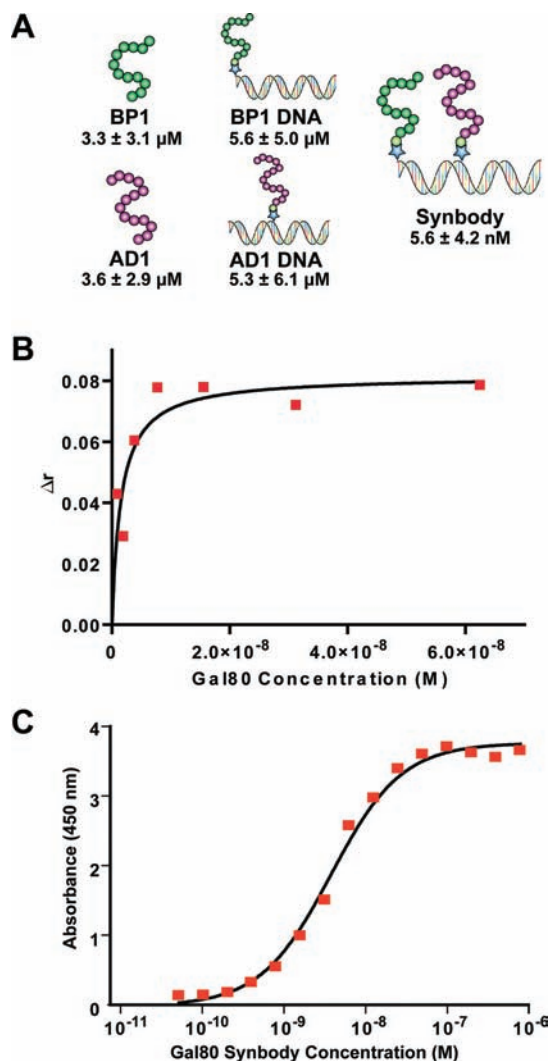 A
BP1
3.3 ± 3.1 µM
BP1 DNA
5.6 ± 5.0 µM
AD1
3.6 ± 2.9 µM
AD1 DNA
5.3 ± 6.1 µM
Synbody
5.6 ± 4.2 nM
B
Δr
0.08
0.06
0.04
0.02
0.00
0
2.0×10-8
4.0×10-8
6.0×10-8
Gal80 Concentration (M)
C
Absorbance (450 nm)
4
3
2
1
0
10-11
10-10
10-9
10-8
10-7
10-6
Gal80 Synbody Concentration (M)